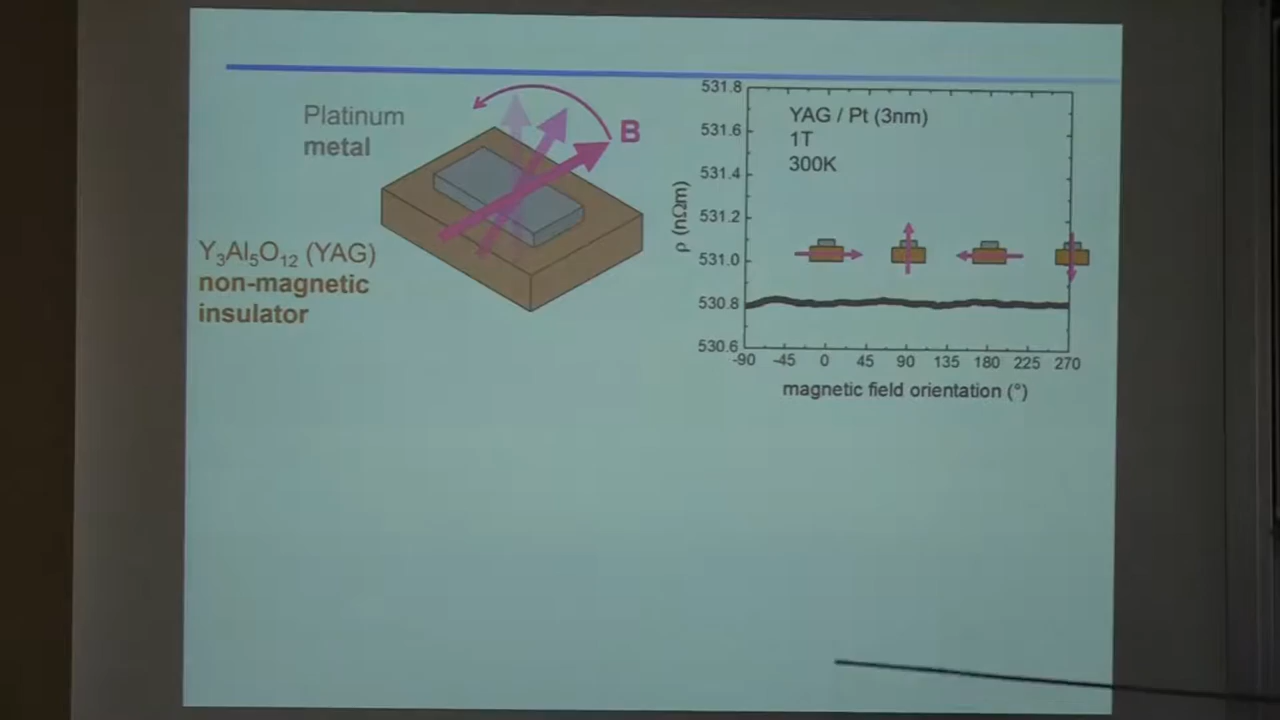 Platinum
metal
B
Y₃Al₅O₁₂ (YAG)
non-magnetic
insulator
531.8
531.6
531.4
531.2
531.0
530.8
530.6
ρ (nΩm)
YAG / Pt (3nm)
1T
300K
-90 -45 0 45 90 135 180 225 270
magnetic field orientation (°)